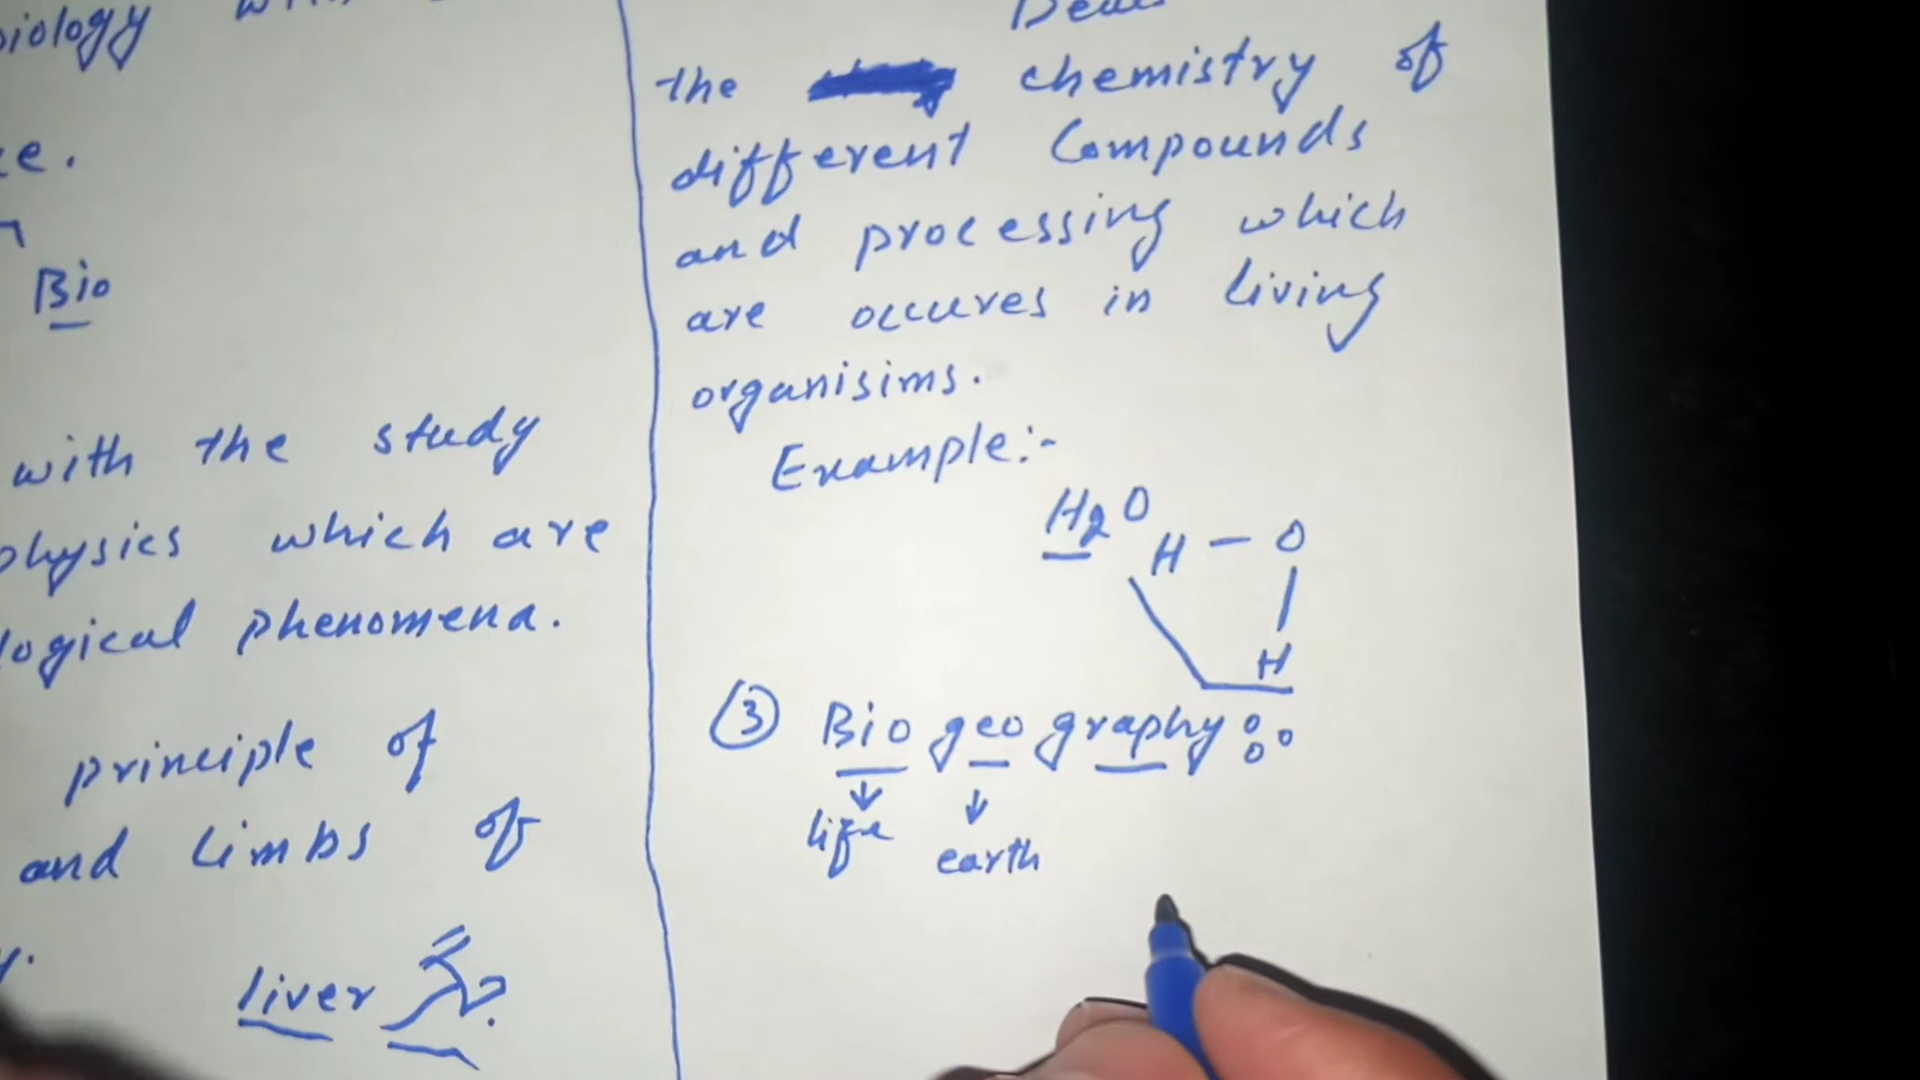 biology
Bio
with the study
physics which are
logical phenomena.
principle of
and limbs of
liver
the chemistry of
different Compounds
and processing which
are occures in living
organisims.
Example:-
H2O
H - O
H
3 Bio geo graphy
life
earth